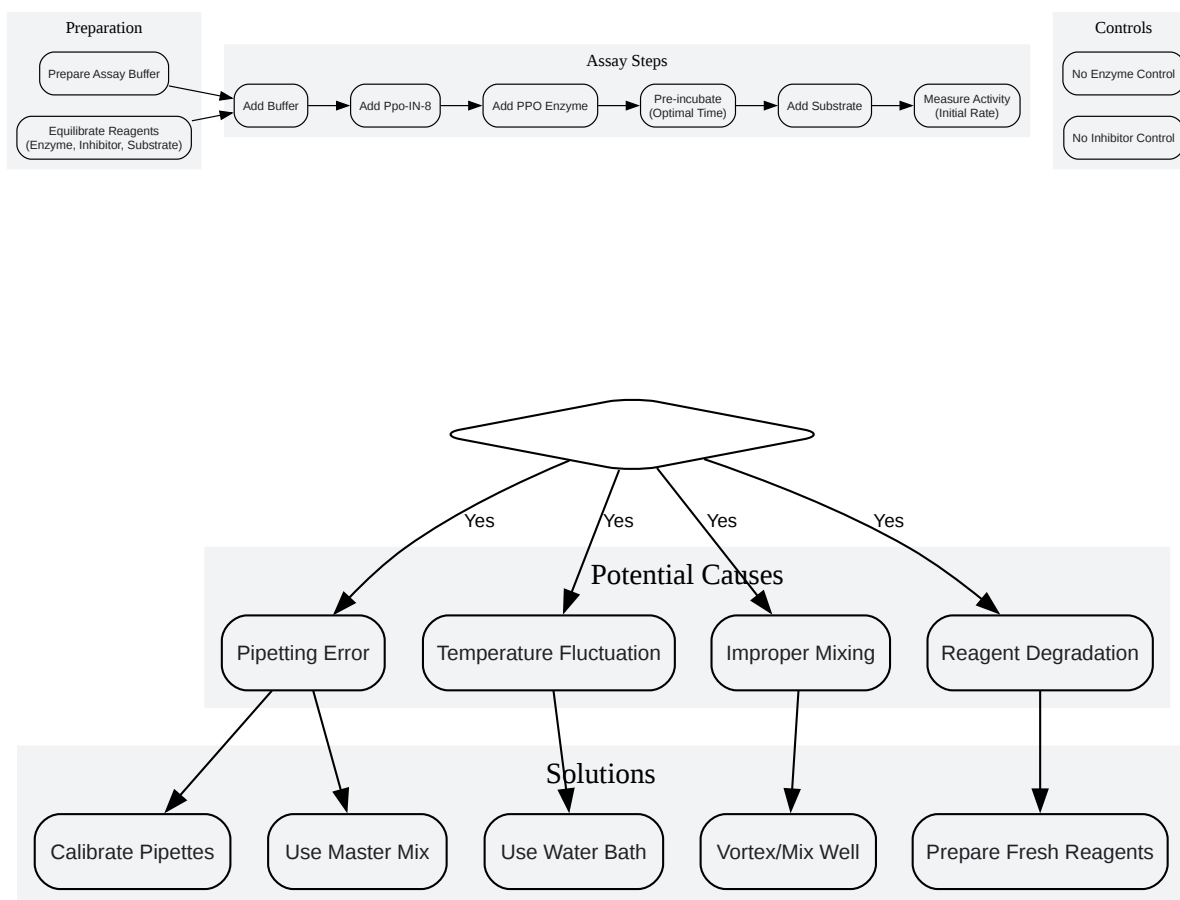 Preparation
Prepare Assay Buffer
Equilibrate Reagents
(Enzyme, Inhibitor, Substrate)
Assay Steps
Add Buffer
Add Ppo-IN-8
Add PPO Enzyme
Pre-incubate
(Optimal Time)
Add Substrate
Measure Activity
(Initial Rate)
Controls
No Enzyme Control
No Inhibitor Control
Yes
Yes
Yes
Yes
Potential Causes
Pipetting Error
Temperature Fluctuation
Improper Mixing
Reagent Degradation
Solutions
Calibrate Pipettes
Use Master Mix
Use Water Bath
Vortex/Mix Well
Prepare Fresh Reagents